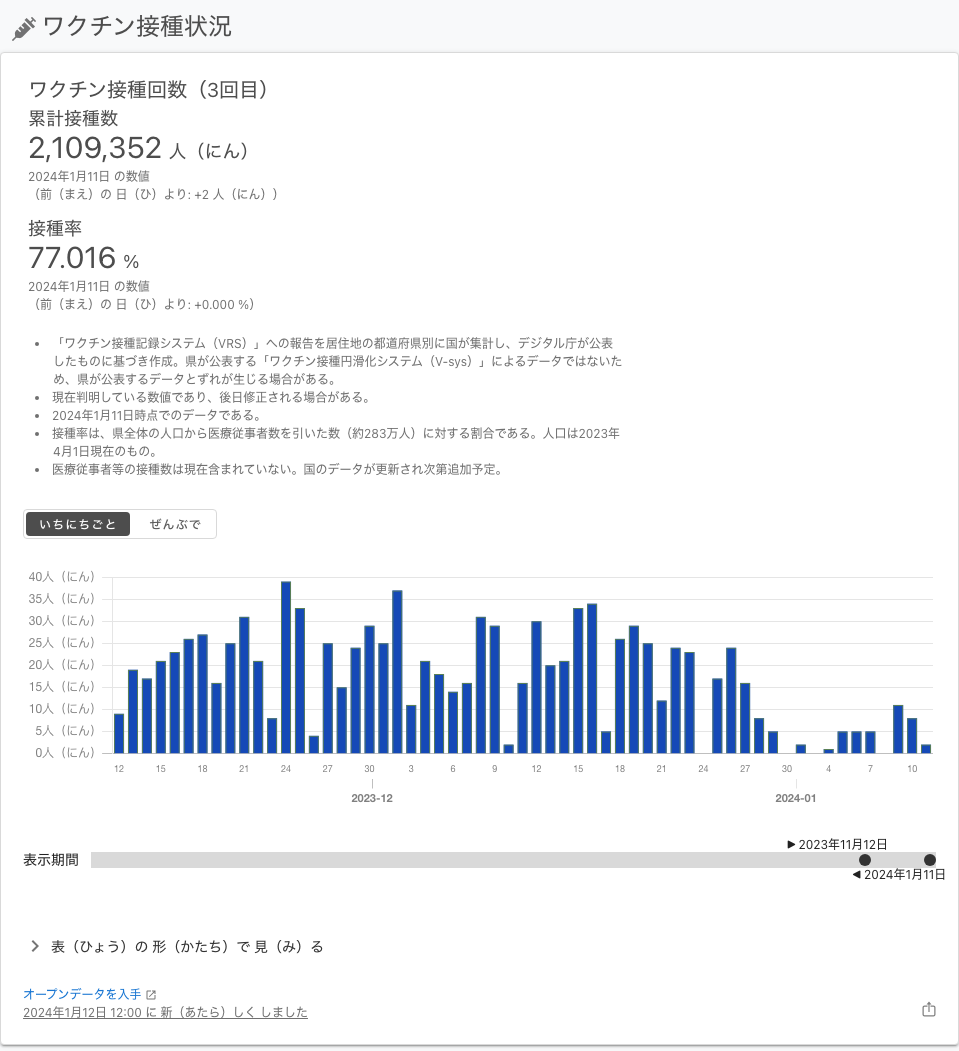 ワクチン接種状況
ワクチン接種回数（3回目）
累計接種数
2,109,352 人（にん）
2024年1月11日 の数値
（前（まえ）の 日（ひ）より: +2 人（にん））
接種率
77.016 %
2024年1月11日 の数値
（前（まえ）の 日（ひ）より: +0.000 %）
• 「ワクチン接種記録システム（VRS）」への報告を居住地の都道府県別に国が集計し、デジタル庁が公表
したものに基づき作成。県が公表する「ワクチン接種円滑化システム（V-sys）」によるデータではないた
め、県が公表するデータとずれが生じる場合がある。
• 現在判明している数値であり、後日修正される場合がある。
• 2024年1月11日時点でのデータである。
• 接種率は、県全体の人口から医療従事者数を引いた数（約283万人）に対する割合である。人口は2023年
4月1日現在のもの。
• 医療従事者等の接種数は現在含まれていない。国のデータが更新され次第追加予定。
いちにちごと ぜんぶで
40人（にん）
35人（にん）
30人（にん）
25人（にん）
20人（にん）
15人（にん）
10人（にん）
5人（にん）
0人（にん）
12 15 18 21 24 27 30 3 6 9 12 15 18 21 24 27 30 4 7 10
2023-12 2024-01
▶ 2023年11月12日
表示期間
◀ 2024年1月11日
表（ひょう）の 形（かたち）で 見（み）る
オープンデータを入手
2024年1月12日 12:00 に 新（あたら）しく しました